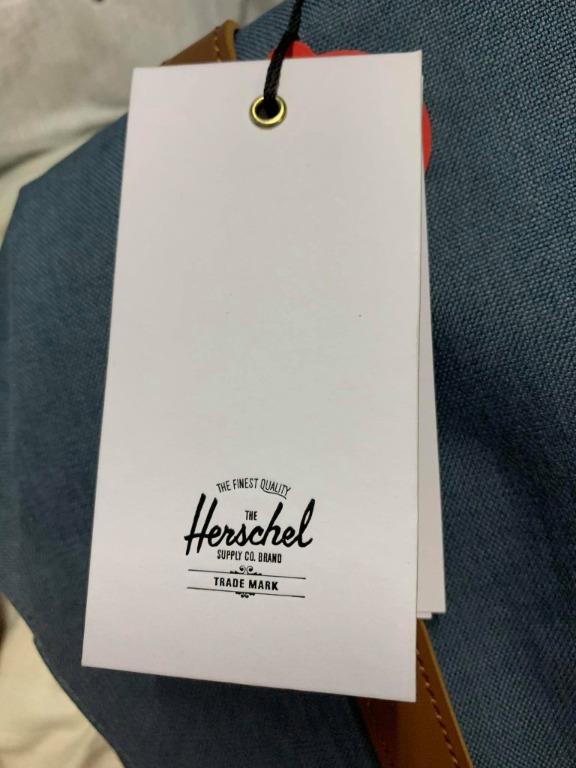 THE FINEST QUALITY
THE
Herschel
SUPPLY CO. BRAND
TRADE MARK